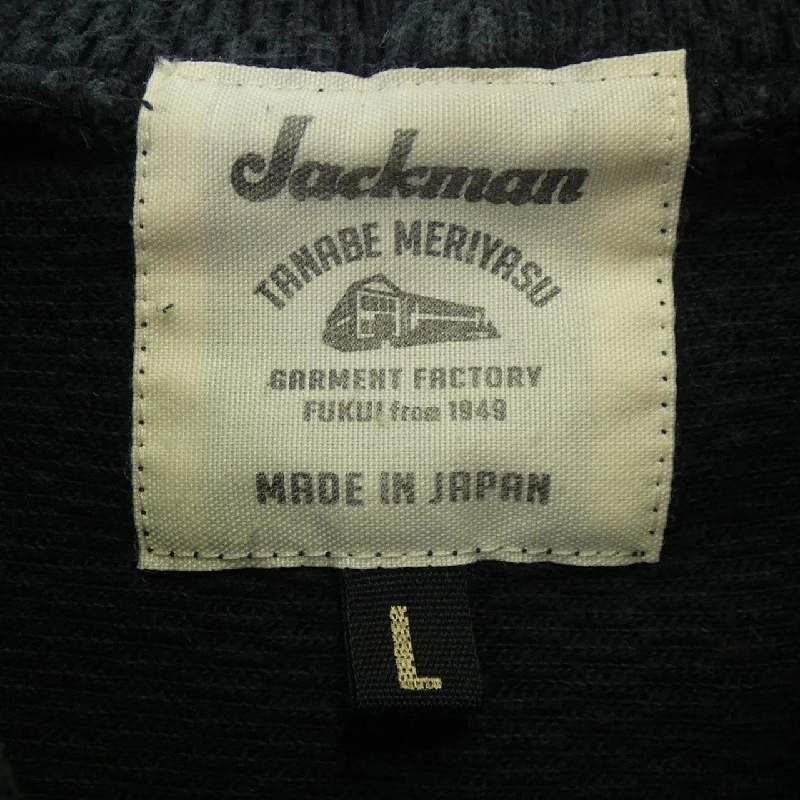 Jackman
TANABE MERIYASU
GARMENT FACTORY
FUKUI from 1949
MADE IN JAPAN
L